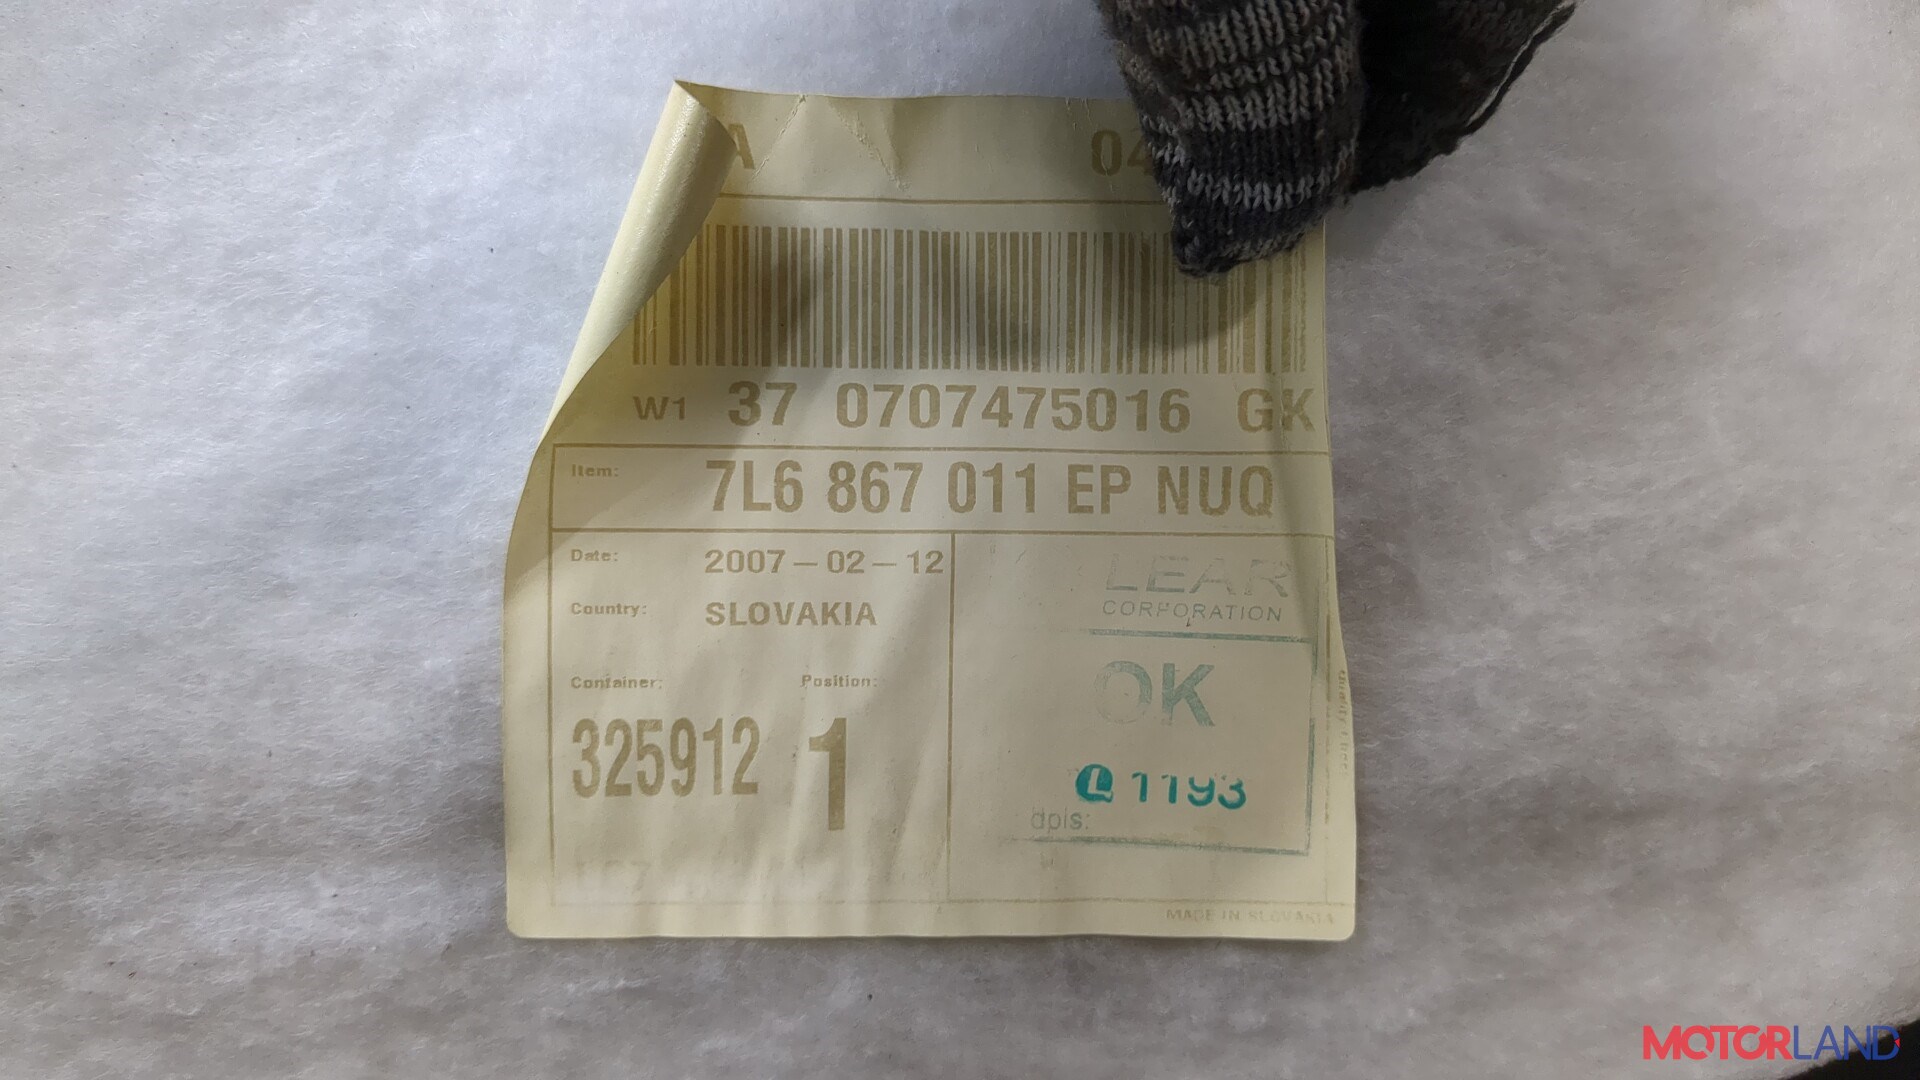 A 04
W1 37 0707475016 GK
Item: 7L6 867 011 EP NUQ
Date: 2007-02-12
Country: SLOVAKIA
Container: Position:
325912 1
LEAR
CORPORATION
OK
L 1193
dpis:
MADE IN SLOVAKIA
MOTORLAND